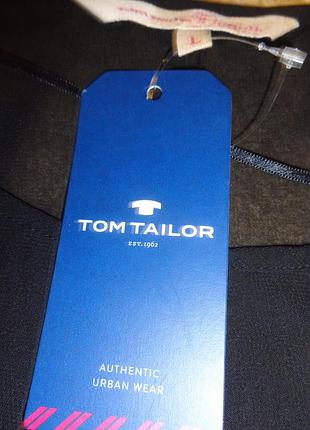 L
TOM TAILOR
EST. 1962
AUTHENTIC
URBAN WEAR